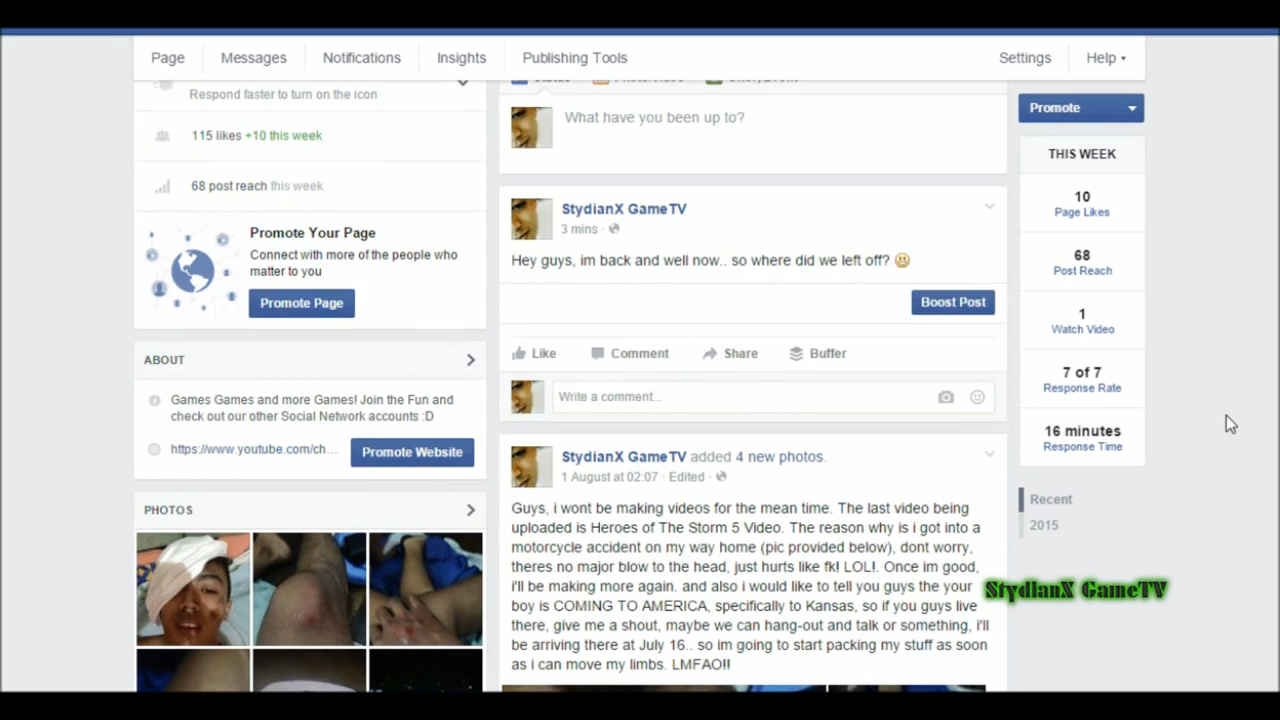 Page Messages Notifications Insights Publishing Tools Settings Help
Respond faster to turn on the icon
115 likes +10 this week
68 post reach this week
Promote Your Page
Connect with more of the people who
matter to you
Promote Page
ABOUT
Games Games and more Games! Join the Fun and
check out our other Social Network accounts :D
https://www.youtube.com/ch...
Promote Website
PHOTOS
What have you been up to?
StydianX GameTV
3 mins ·
Hey guys, im back and well now.. so where did we left off?
Boost Post
Like Comment Share Buffer
Write a comment...
StydianX GameTV added 4 new photos.
1 August at 02:07 · Edited ·
Guys, i wont be making videos for the mean time. The last video being
uploaded is Heroes of The Storm 5 Video. The reason why is i got into a
motorcycle accident on my way home (pic provided below), dont worry,
theres no major blow to the head, just hurts like fk! LOL!. Once im good,
i'll be making more again. and also i would like to tell you guys the your
boy is COMING TO AMERICA, specifically to Kansas, so if you guys live
there, give me a shout, maybe we can hang-out and talk or something, i'll
be arriving there at July 16.. so im going to start packing my stuff as soon
as i can move my limbs. LMFAO!!
Promote
THIS WEEK
10
Page Likes
68
Post Reach
1
Watch Video
7 of 7
Response Rate
16 minutes
Response Time
Recent
2015
StydianX GameTV